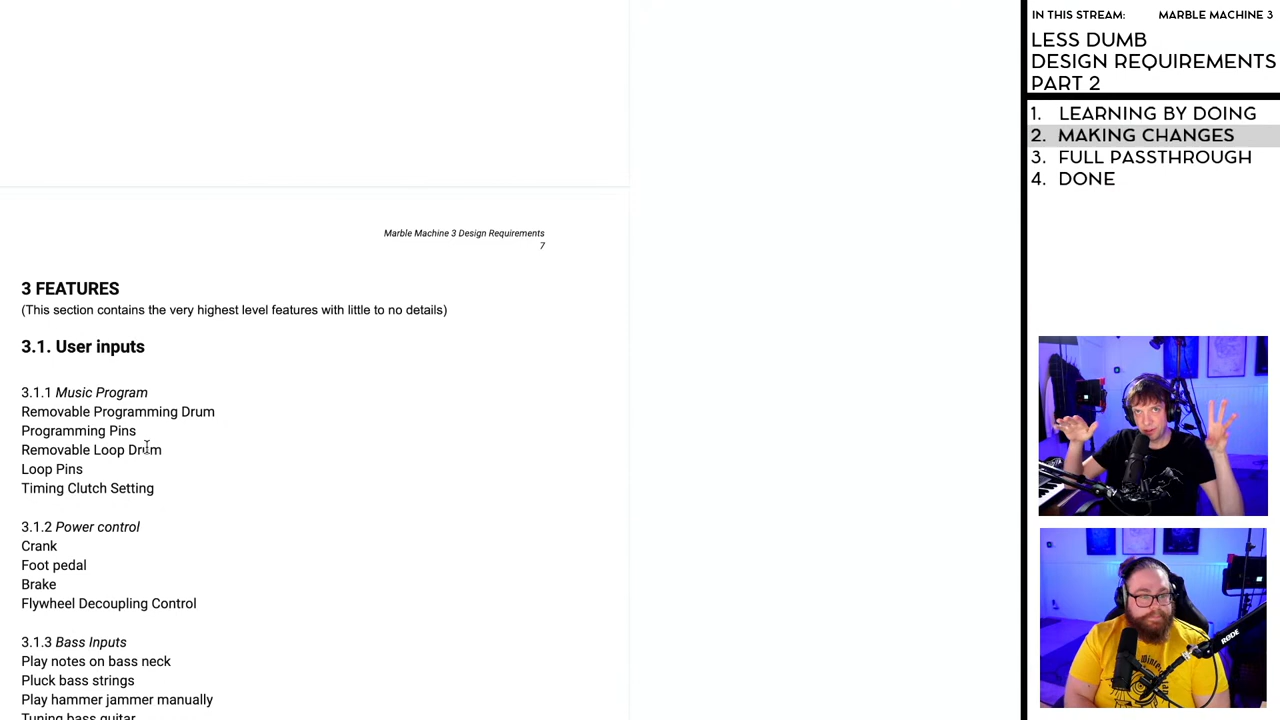 Marble Machine 3 Design Requirements
7
3 FEATURES
(This section contains the very highest level features with little to no details)
3.1. User inputs
3.1.1 Music Program
Removable Programming Drum
Programming Pins
Removable Loop Drum
Loop Pins
Timing Clutch Setting
3.1.2 Power control
Crank
Foot pedal
Brake
Flywheel Decoupling Control
3.1.3 Bass Inputs
Play notes on bass neck
Pluck bass strings
Play hammer jammer manually
Tuning bass guitar
IN THIS STREAM: MARBLE MACHINE 3
LESS DUMB
DESIGN REQUIREMENTS
PART 2
1. LEARNING BY DOING
2. MAKING CHANGES
3. FULL PASSTHROUGH
4. DONE
RØDE